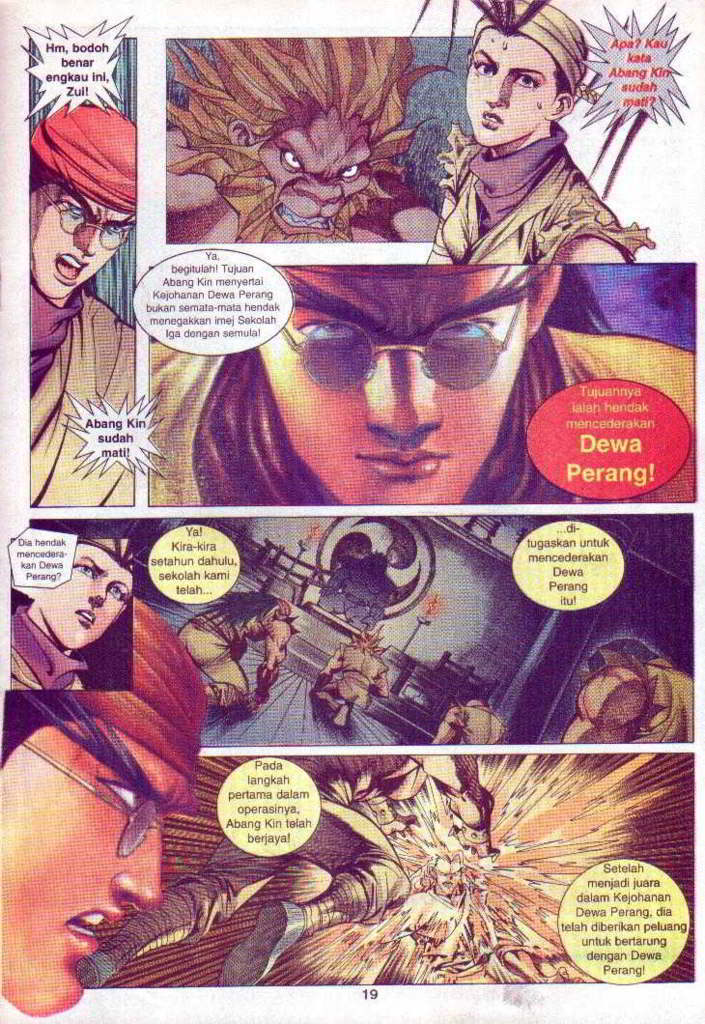 Hm, bodoh
benar
engkau ini,
Zui!
Apa? Kau
kata
Abang Kin
sudah
mati?
Ya,
begitulah! Tujuan
Abang Kin menyertai
Kejohanan Dewa Perang
bukan semata-mata hendak
menegakkan imej Sekolah
Iga dengan semula!
Abang Kin
sudah
mati!
Tujuannya
ialah hendak
mencederakan
Dewa
Perang!
Dia hendak
mencedera-
kan Dewa
Perang?
Ya!
Kira-kira
setahun dahulu,
sekolah kami
telah...
...di-
tugaskan untuk
mencederakan
Dewa
Perang
itu!
Pada
langkah
pertama dalam
operasinya,
Abang Kin telah
berjaya!
Setelah
menjadi juara
dalam Kejohanan
Dewa Perang, dia
telah diberikan peluang
untuk bertarung
dengan Dewa
Perang!
19